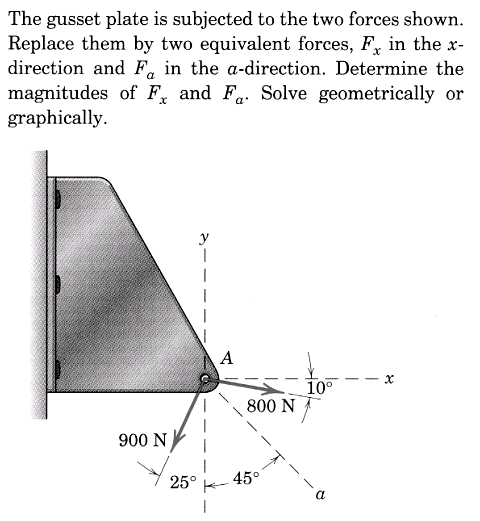 The gusset plate is subjected to the two forces shown.
Replace them by two equivalent forces, Fₓ in the x-
direction and Fₐ in the a-direction. Determine the
magnitudes of Fₓ and Fₐ. Solve geometrically or
graphically.
y
A
x
10°
800 N
900 N
25°
45°
a